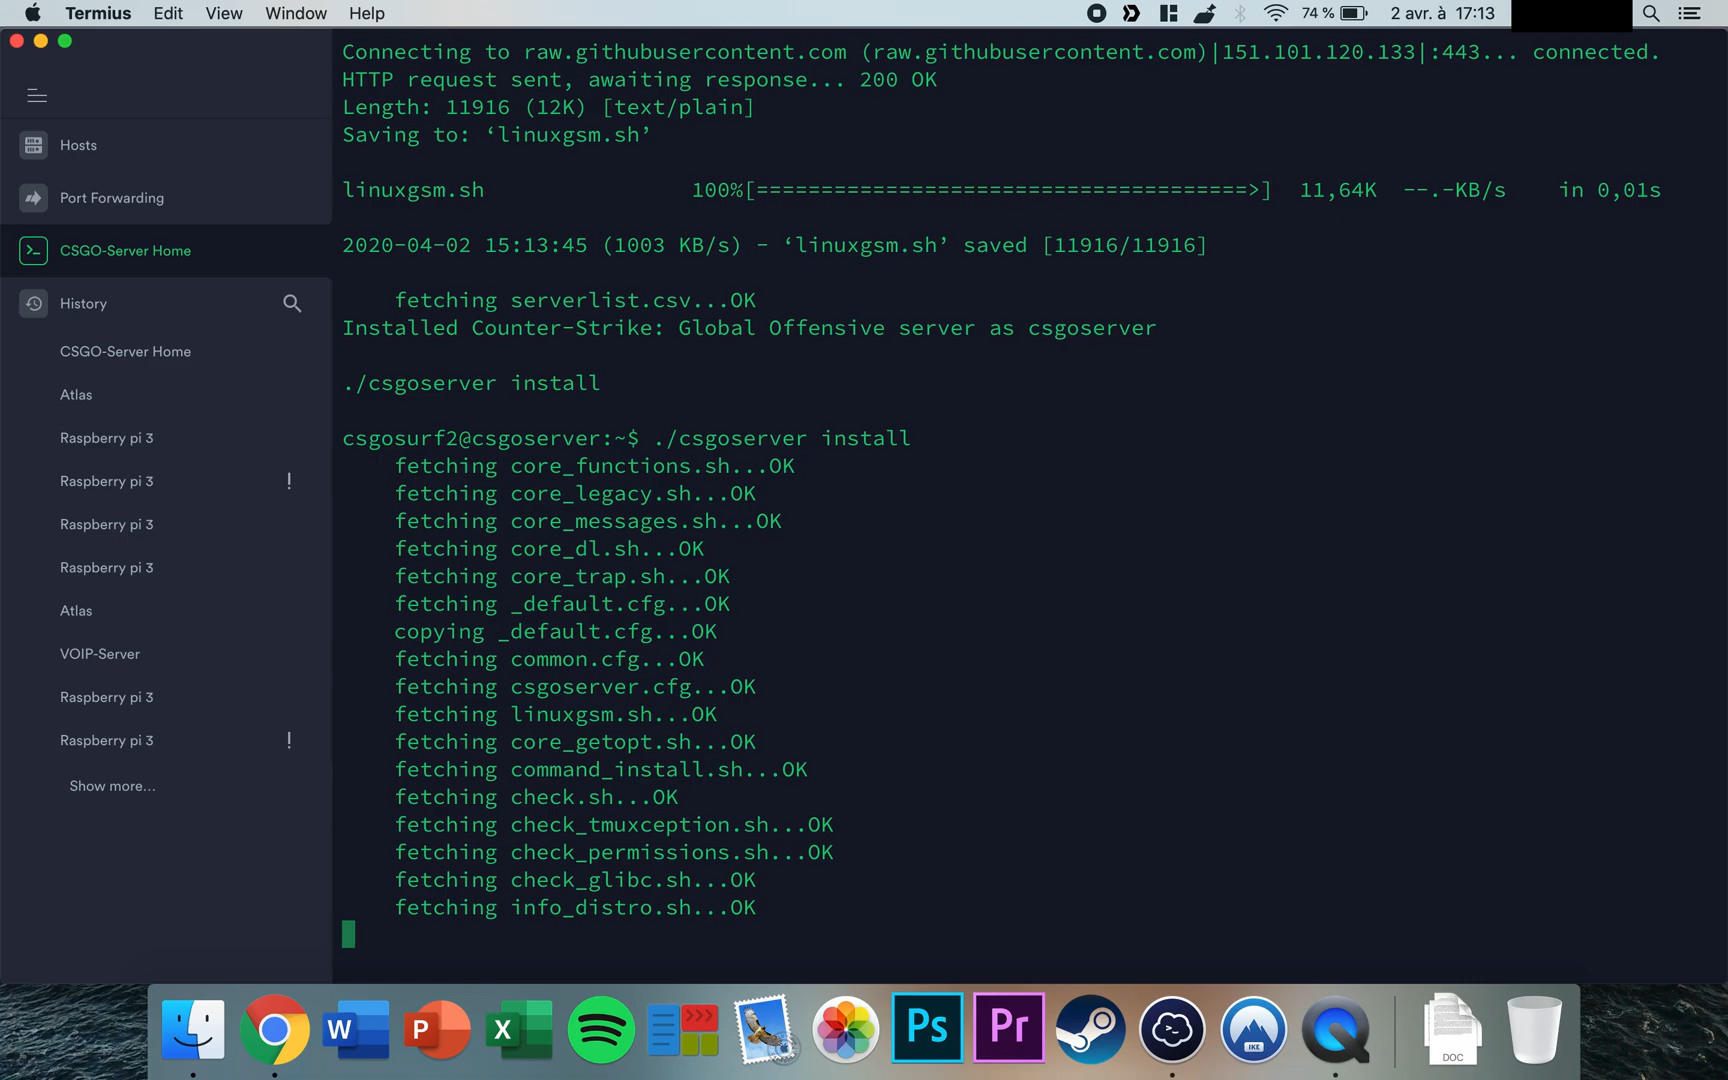 Termius Edit View Window Help 74 % 2 avr. à 17:13
Hosts
Port Forwarding
CSGO-Server Home
History
CSGO-Server Home
Atlas
Raspberry pi 3
Raspberry pi 3 !
Raspberry pi 3
Raspberry pi 3
Atlas
VOIP-Server
Raspberry pi 3
Raspberry pi 3 !
Show more...
Connecting to raw.githubusercontent.com (raw.githubusercontent.com)|151.101.120.133|:443... connected.
HTTP request sent, awaiting response... 200 OK
Length: 11916 (12K) [text/plain]
Saving to: ‘linuxgsm.sh’
linuxgsm.sh 100%[======================================>] 11,64K --.-KB/s in 0,01s
2020-04-02 15:13:45 (1003 KB/s) - ‘linuxgsm.sh’ saved [11916/11916]
fetching serverlist.csv...OK
Installed Counter-Strike: Global Offensive server as csgoserver
./csgoserver install
csgosurf2@csgoserver:~$ ./csgoserver install
fetching core_functions.sh...OK
fetching core_legacy.sh...OK
fetching core_messages.sh...OK
fetching core_dl.sh...OK
fetching core_trap.sh...OK
fetching _default.cfg...OK
copying _default.cfg...OK
fetching common.cfg...OK
fetching csgoserver.cfg...OK
fetching linuxgsm.sh...OK
fetching core_getopt.sh...OK
fetching command_install.sh...OK
fetching check.sh...OK
fetching check_tmuxception.sh...OK
fetching check_permissions.sh...OK
fetching check_glibc.sh...OK
fetching info_distro.sh...OK
W P X Ps Pr IKE DOC